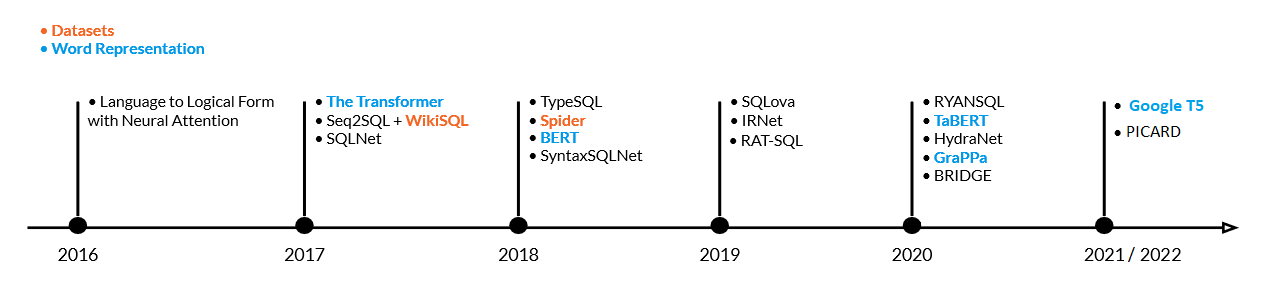 • Datasets
• Word Representation
• Language to Logical Form
with Neural Attention
• The Transformer
• Seq2SQL + WikiSQL
• SQLNet
• TypeSQL
• Spider
• BERT
• SyntaxSQLNet
• SQLova
• IRNet
• RAT-SQL
• RYANSQL
• TaBERT
• HydraNet
• GraPPa
• BRIDGE
• Google T5
• PICARD
2016
2017
2018
2019
2020
2021 / 2022